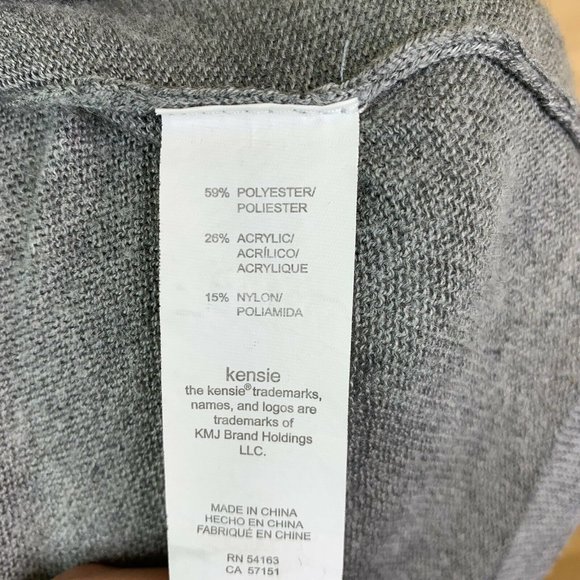 59% POLYESTER/
POLIESTER
26% ACRYLIC/
ACRÍLICO/
ACRYLIQUE
15% NYLON/
POLIAMIDA
kensie
the kensie® trademarks,
names, and logos are
trademarks of
KMJ Brand Holdings
LLC.
MADE IN CHINA
HECHO EN CHINA
FABRIQUÉ EN CHINE
RN 54163
CA 57151